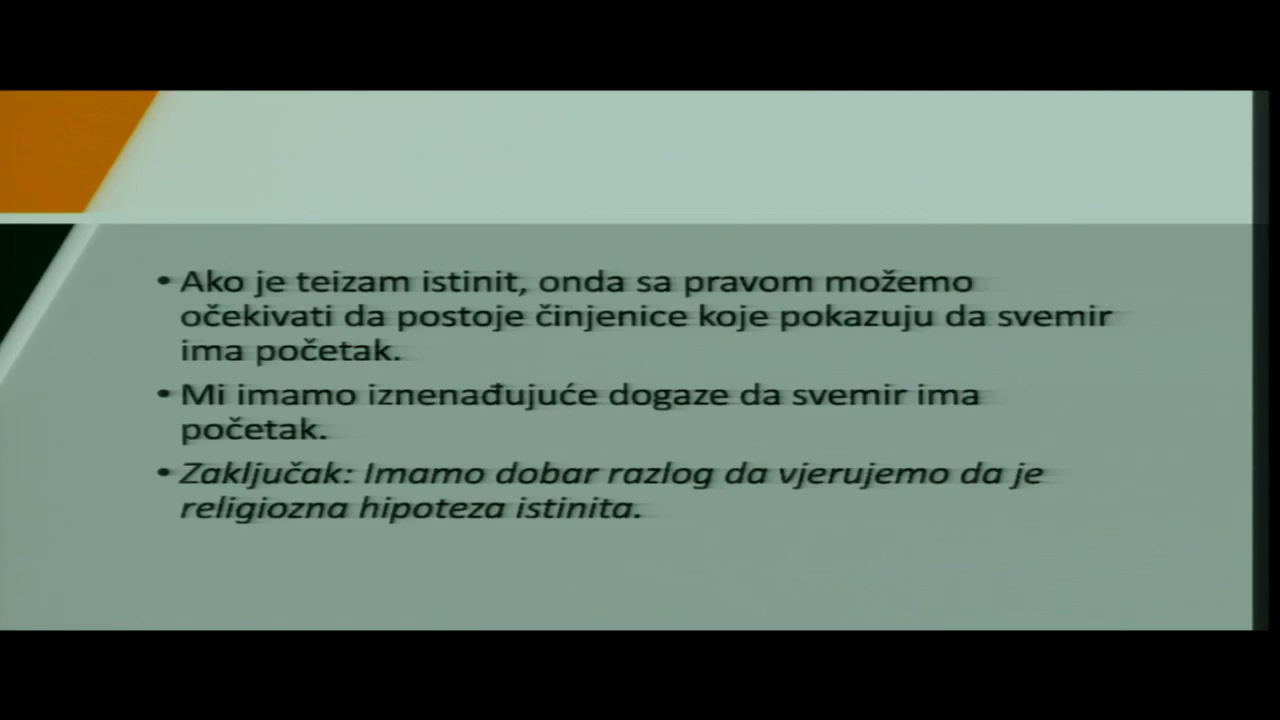 • Ako je teizam istinit, onda sa pravom možemo
očekivati da postoje činjenice koje pokazuju da svemir
ima početak.
• Mi imamo iznenađujuće dogaze da svemir ima
početak.
• Zaključak: Imamo dobar razlog da vjerujemo da je
religiozna hipoteza istinita.